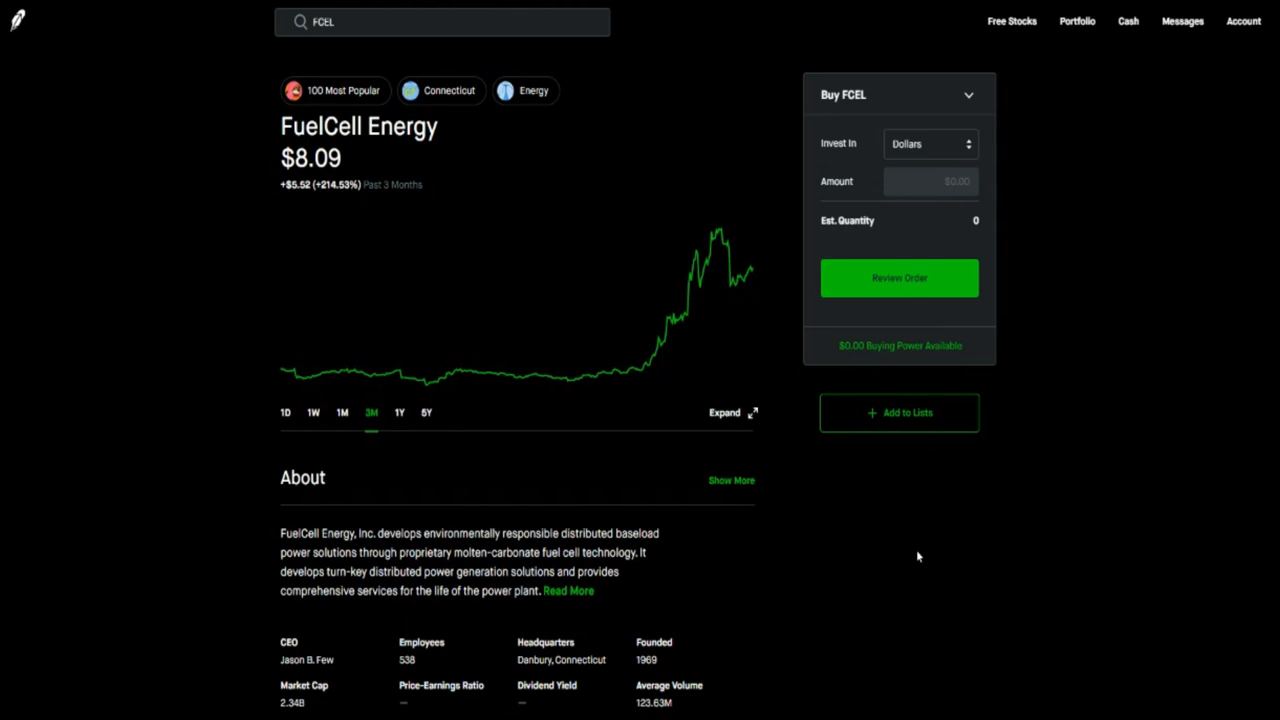 FCEL
Free Stocks Portfolio Cash Messages Account
100 Most Popular Connecticut Energy
FuelCell Energy
$8.09
+$5.52 (+214.53%) Past 3 Months
Buy FCEL
Invest In Dollars
Amount $0.00
Est. Quantity 0
Review Order
$0.00 Buying Power Available
1D 1W 1M 3M 1Y 5Y Expand
+ Add to Lists
About Show More
FuelCell Energy, Inc. develops environmentally responsible distributed baseload
power solutions through proprietary molten-carbonate fuel cell technology. It
develops turn-key distributed power generation solutions and provides
comprehensive services for the life of the power plant. Read More
CEO Employees Headquarters Founded
Jason B. Few 538 Danbury, Connecticut 1969
Market Cap Price-Earnings Ratio Dividend Yield Average Volume
2.34B — — 123.63M